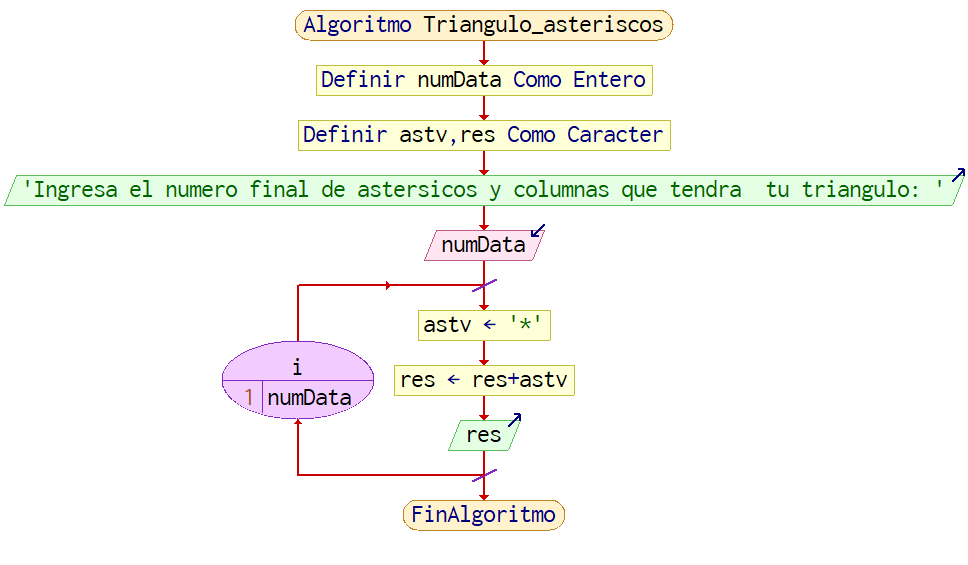 Algoritmo Triangulo_asteriscos
Definir numData Como Entero
Definir astv,res Como Caracter
'Ingresa el numero final de astersicos y columnas que tendra  tu triangulo: '
numData
astv ← '*'
i
1 numData
res ← res+astv
res
FinAlgoritmo